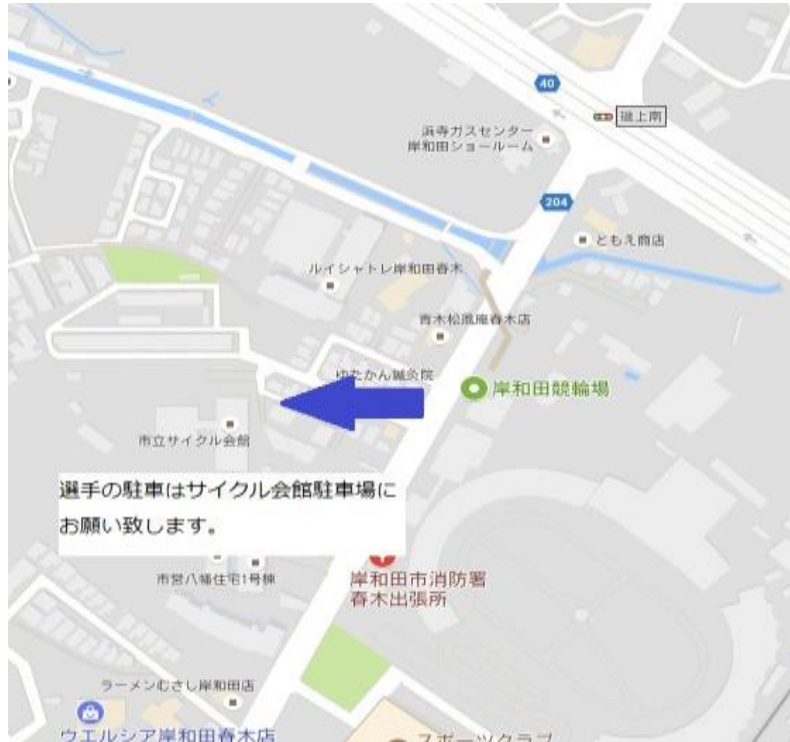 40
磯上南
浜寺ガスセンター
岸和田ショールーム
204
ともえ商店
ルイシャトレ岸和田春木
青木松風庵春木店
ゆたかん鍼灸院
岸和田競輪場
市立サイクル会館
選手の駐車はサイクル会館駐車場に
お願い致します。
市営八幡住宅1号棟
岸和田市消防署
春木出張所
ラーメンむさし岸和田店
ウエルシア岸和田春木店
スポーツクラブ